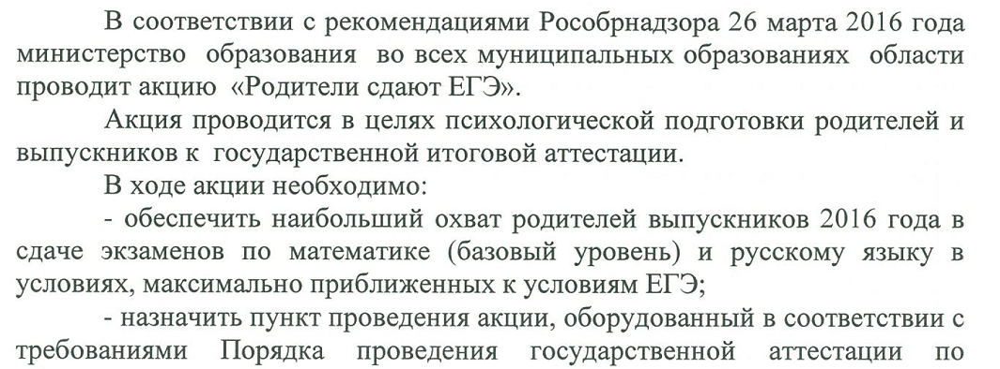 В соответствии с рекомендациями Рособрнадзора 26 марта 2016 года
министерство образования во всех муниципальных образованиях области
проводит акцию «Родители сдают ЕГЭ».
Акция проводится в целях психологической подготовки родителей и
выпускников к государственной итоговой аттестации.
В ходе акции необходимо:
- обеспечить наибольший охват родителей выпускников 2016 года в
сдаче экзаменов по математике (базовый уровень) и русскому языку в
условиях, максимально приближенных к условиям ЕГЭ;
- назначить пункт проведения акции, оборудованный в соответствии с
требованиями Порядка проведения государственной аттестации по